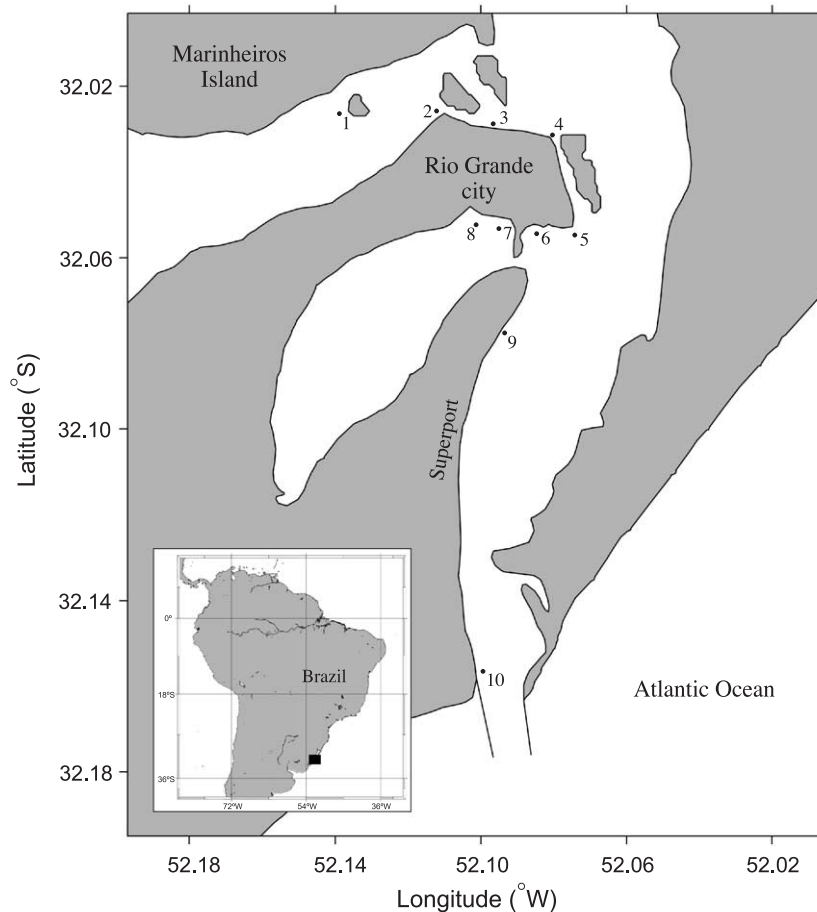 Marinheiros
Island
32.02
1
2
3
4
Rio Grande
city
8
7
6
5
32.06
9
Latitude (°S)
32.10
Superport
32.14
0°
Brazil
18°S
36°S
72°W
54°W
36°W
10
Atlantic Ocean
32.18
52.18
52.14
52.10
52.06
52.02
Longitude (°W)